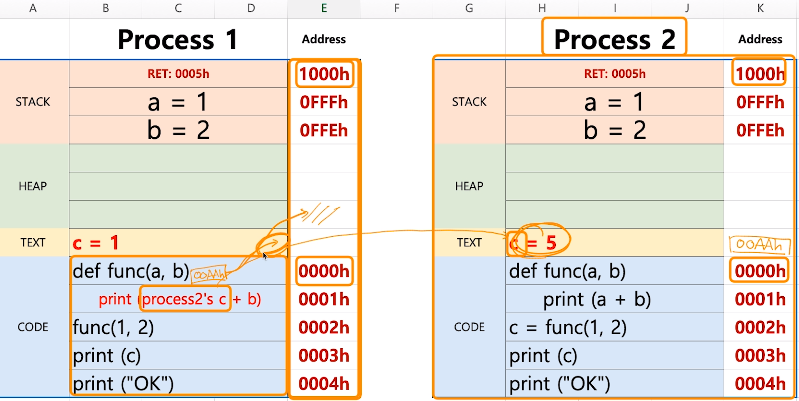 A B C D E F G H I J K
Process 1 Address Process 2 Address
STACK RET: 0005h 1000h STACK RET: 0005h 1000h
a = 1 0FFFh a = 1 0FFFh
b = 2 0FFEh b = 2 0FFEh
HEAP HEAP
TEXT c = 1 TEXT c = 5 00AAh
CODE def func(a, b) 00AAh 0000h CODE def func(a, b) 0000h
print (process2's c + b) 0001h print (a + b) 0001h
func(1, 2) 0002h c = func(1, 2) 0002h
print (c) 0003h print (c) 0003h
print ("OK") 0004h print ("OK") 0004h